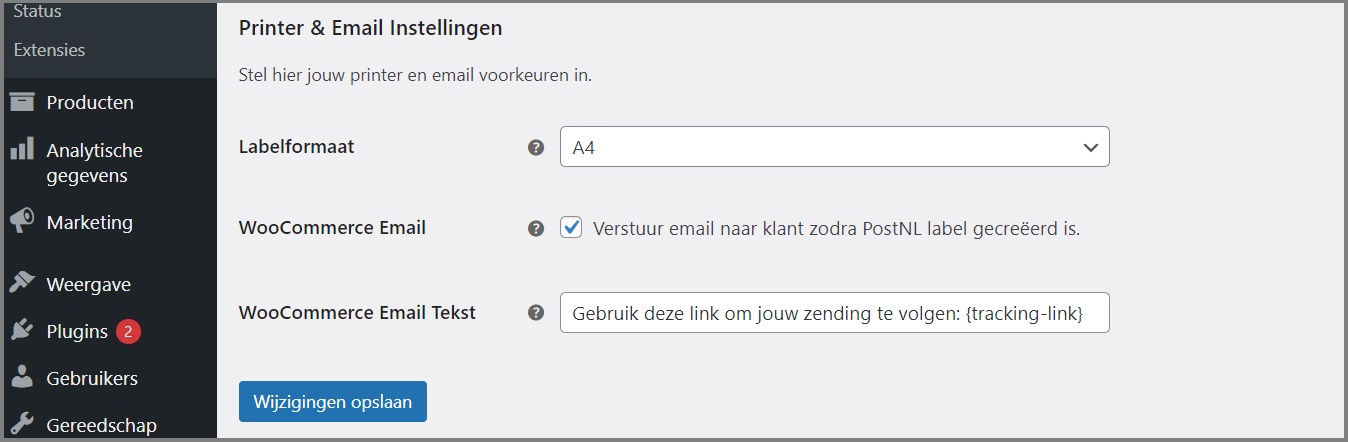 Status
Extensies
Producten
Analytische
gegevens
Marketing
Weergave
Plugins 2
Gebruikers
Gereedschap
Printer & Email Instellingen
Stel hier jouw printer en email voorkeuren in.
Labelformaat ? A4
WooCommerce Email ? Verstuur email naar klant zodra PostNL label gecreëerd is.
WooCommerce Email Tekst ? Gebruik deze link om jouw zending te volgen: {tracking-link}
Wijzigingen opslaan